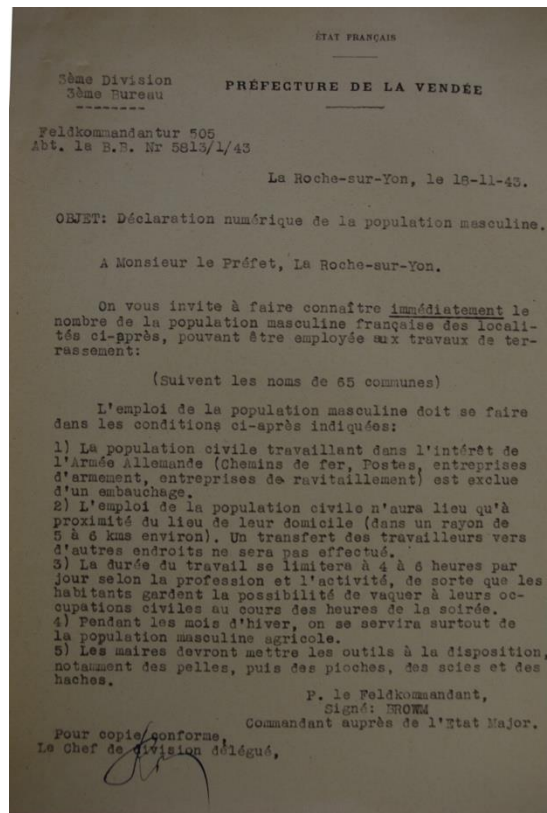 ÉTAT FRANÇAIS
3ème Division
3ème Bureau
PRÉFECTURE DE LA VENDÉE
Feldkommandantur 505
Abt. la B.B. Nr 5813/1/43
La Roche-sur-Yon, le 18-11-43.
OBJET: Déclaration numérique de la population masculine.
A Monsieur le Préfet, La Roche-sur-Yon.
On vous invite à faire connaître immédiatement le
nombre de la population masculine française des locali-
tés ci-après, pouvant être employée aux travaux de ter-
rassement:
(Suivent les noms de 65 communes)
L'emploi de la population masculine doit se faire
dans les conditions ci-après indiquées:
1) La population civile travaillant dans l'intérêt de
l'Armée Allemande (Chemins de fer, Postes, entreprises
d'armement, entreprises de ravitaillement) est exclue
d'un embauchage.
2) L'emploi de la population civile n'aura lieu qu'à
proximité du lieu de leur domicile (dans un rayon de
5 à 6 kms environ). Un transfert des travailleurs vers
d'autres endroits ne sera pas effectué.
3) La durée du travail se limitera à 4 à 6 heures par
jour selon la profession et l'activité, de sorte que les
habitants gardent la possibilité de vaquer à leurs oc-
cupations civiles au cours des heures de la soirée.
4) Pendant les mois d'hiver, on se servira surtout de
la population masculine agricole.
5) Les maires devront mettre les outils à la disposition,
notamment des pelles, puis des pioches, des scies et des
haches.
P. le Feldkommandant,
Signé: BROWM
Commandant auprès de l'Etat Major.
Pour copie conforme,
Le Chef de division délégué,